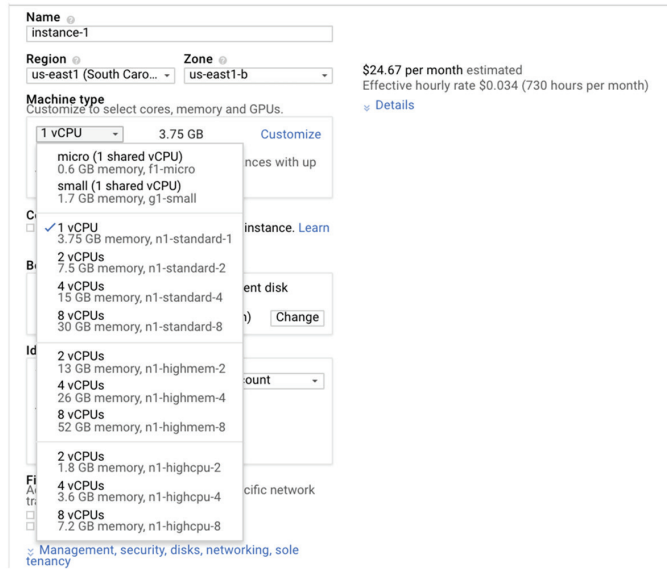 Name
instance-1
Region Zone
us-east1 (South Caro... us-east1-b
$24.67 per month estimated
Effective hourly rate $0.034 (730 hours per month)
Details
Machine type
Customize to select cores, memory and GPUs.
1 vCPU 3.75 GB Customize
micro (1 shared vCPU)
0.6 GB memory, f1-micro
nces with up
small (1 shared vCPU)
1.7 GB memory, g1-small
1 vCPU
instance. Learn
3.75 GB memory, n1-standard-1
2 vCPUs
7.5 GB memory, n1-standard-2
4 vCPUs
ent disk
15 GB memory, n1-standard-4
8 vCPUs
30 GB memory, n1-standard-8
Change
Id
2 vCPUs
13 GB memory, n1-highmem-2
4 vCPUs
ount
26 GB memory, n1-highmem-4
8 vCPUs
52 GB memory, n1-highmem-8
2 vCPUs
1.8 GB memory, n1-highcpu-2
Fi
4 vCPUs
cific network
3.6 GB memory, n1-highcpu-4
8 vCPUs
7.2 GB memory, n1-highcpu-8
Management, security, disks, networking, sole
tenancy